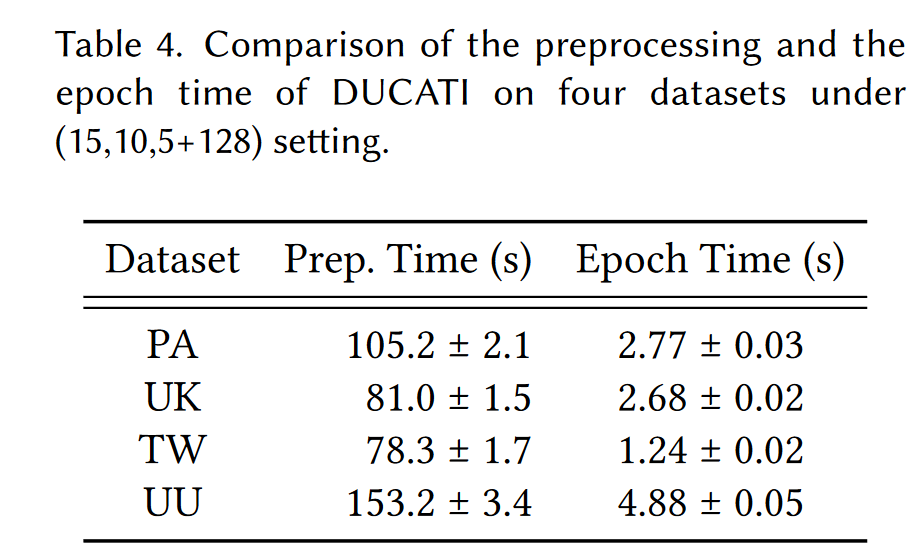 Table 4. Comparison of the preprocessing and the
epoch time of DUCATI on four datasets under
(15,10,5+128) setting.
Dataset Prep. Time (s) Epoch Time (s)
PA 105.2 ± 2.1 2.77 ± 0.03
UK 81.0 ± 1.5 2.68 ± 0.02
TW 78.3 ± 1.7 1.24 ± 0.02
UU 153.2 ± 3.4 4.88 ± 0.05